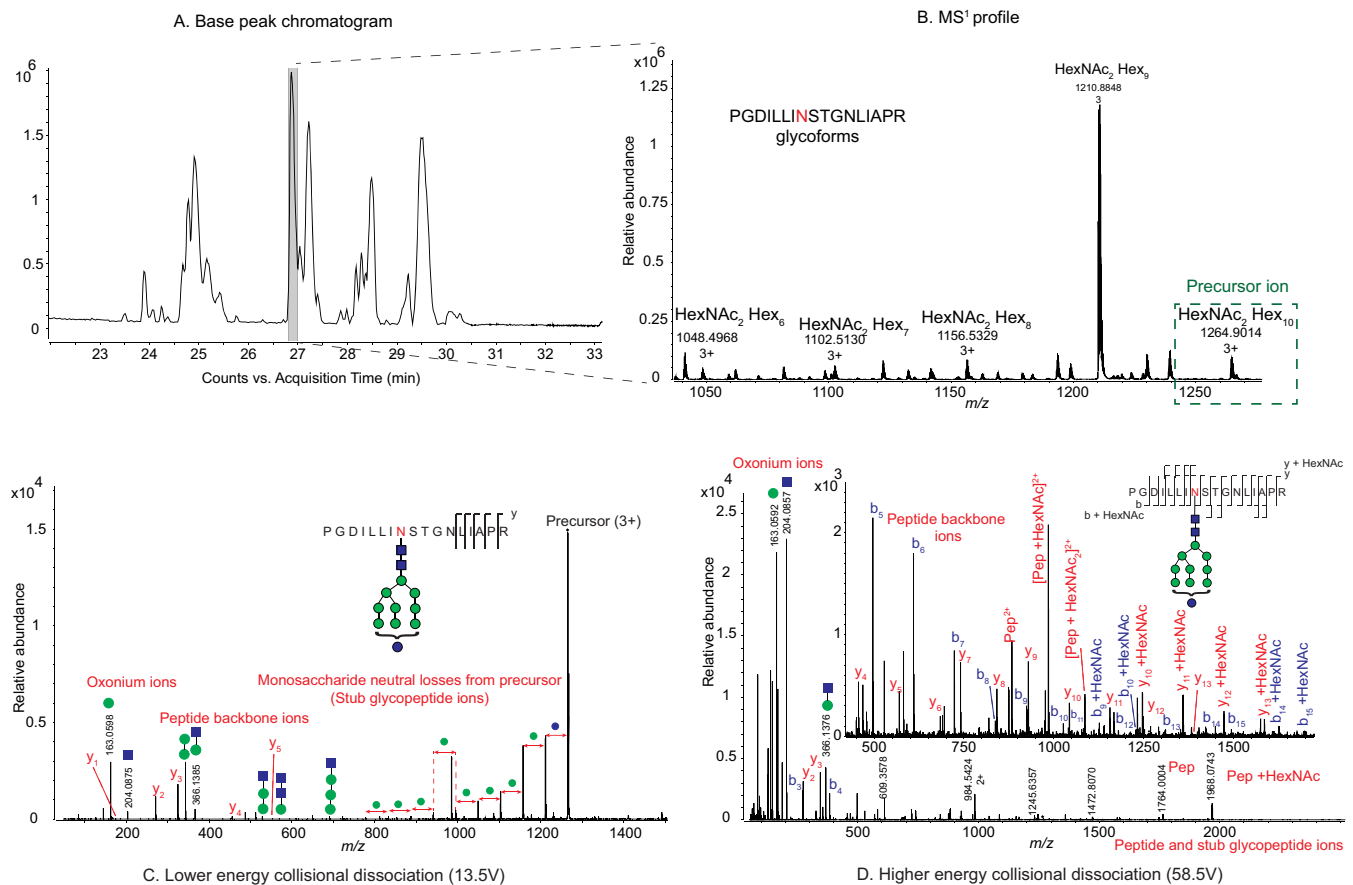 A. Base peak chromatogram
10⁶
2
1.5
1
0.5
0
23 24 25 26 27 28 29 30 31 32 33
Counts vs. Acquisition Time (min)
B. MS¹ profile
x10⁶
Relative abundance
1.25
1
0.75
0.5
0.25
0
PGDILLINSTGNLIAPR
glycoforms
HexNAc₂ Hex₆
1048.4968
3+
HexNAc₂ Hex₇
1102.5130
3+
HexNAc₂ Hex₈
1156.5329
3+
HexNAc₂ Hex₉
1210.8848
3
Precursor ion
HexNAc₂ Hex₁₀
1264.9014
3+
1050 1100 1150 1200 1250
m/z
x10⁴
Relative abundance
1.5
1
0.5
0
PGDILLINSTGNLIAPR
y
Precursor (3+)
Oxonium ions
163.0598
204.0875
366.1385
Peptide backbone ions
y₁
y₂
y₃
y₄
y₅
Monosaccharide neutral losses from precursor
(Stub glycopeptide ions)
200 400 600 800 1000 1200 1400
m/z
C. Lower energy collisional dissociation (13.5V)
x10⁴
Relative abundance
2.5
2
1.5
1
0.5
0
Oxonium ions
163.0592
204.0857
366.1376
b₃
y₂
y₃
b₄
609.3578
984.5424
2+
1245.6357
1472.8070
1764.0004
Pep
1968.0743
Pep +HexNAc
Peptide and stub glycopeptide ions
500 1000 1500 2000
m/z
x10³
2
1
0
Peptide backbone
ions
b₅
b₆
b₇
b₈
b₉
b₁₀
b₁₁
b₁₂
b₁₃
b₁₄
b₁₅
y₄
y₅
y₆
y₇
y₈
y₉
y₁₀
y₁₁
y₁₂
y₁₃
Pep²⁺
[Pep +HexNAc]²⁺
[Pep + HexNAc₂]²⁺
b₉ +HexNAc
b₁₀ +HexNAc
y₁₀ +HexNAc
y₁₁ +HexNAc
y₁₂ +HexNAc
y₁₃ +HexNAc
b₁₄ +HexNAc
b₁₅ +HexNAc
500 750 1000 1250 1500
y + HexNAc
y
PGDILLINSTGNLIAPR
b
b + HexNAc
D. Higher energy collisional dissociation (58.5V)